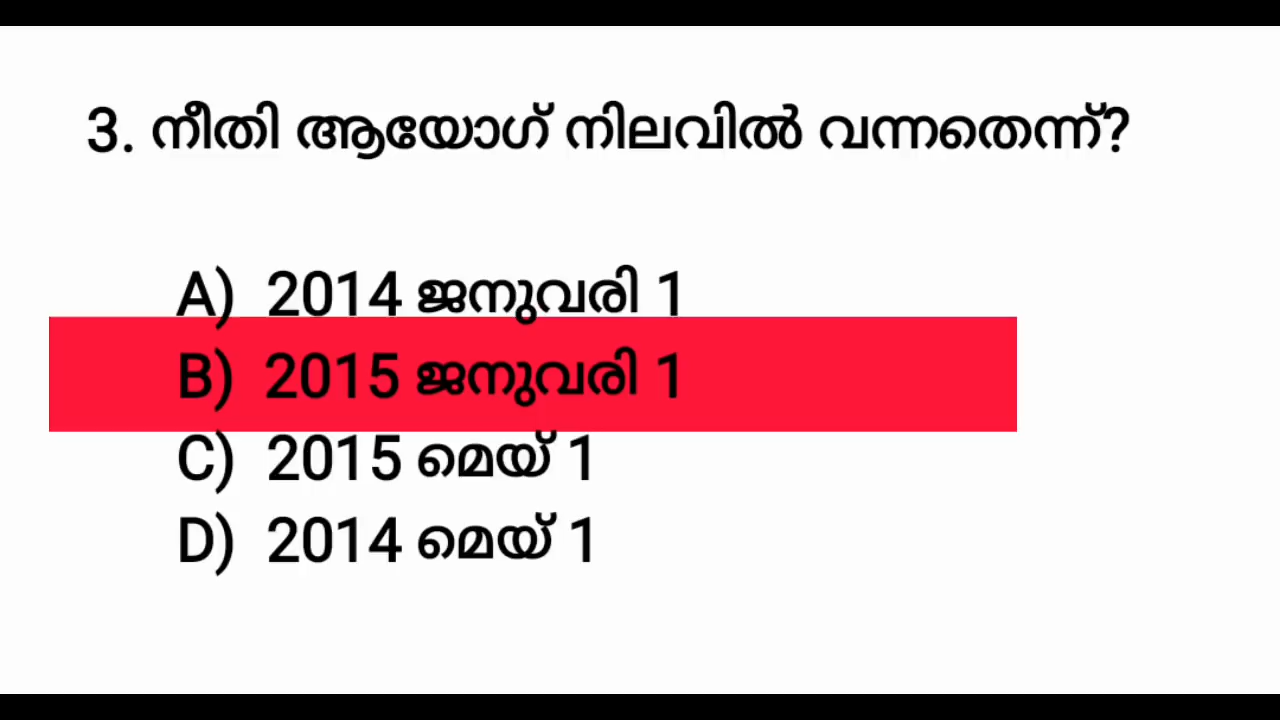 3. നീതി ആയോഗ് നിലവിൽ വന്നതെന്ന്?
A) 2014 ജനുവരി 1
B) 2015 ജനുവരി 1
C) 2015 മെയ് 1
D) 2014 മെയ് 1